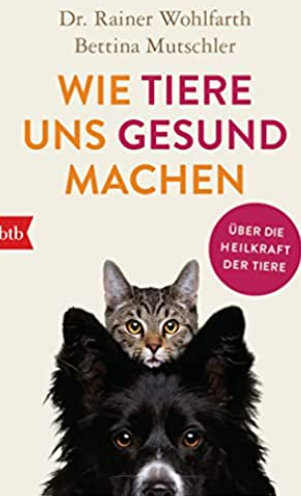 Dr. Rainer Wohlfarth
Bettina Mutschler
WIE TIERE
UNS GESUND
MACHEN
btb
ÜBER DIE
HEILKRAFT
DER TIERE